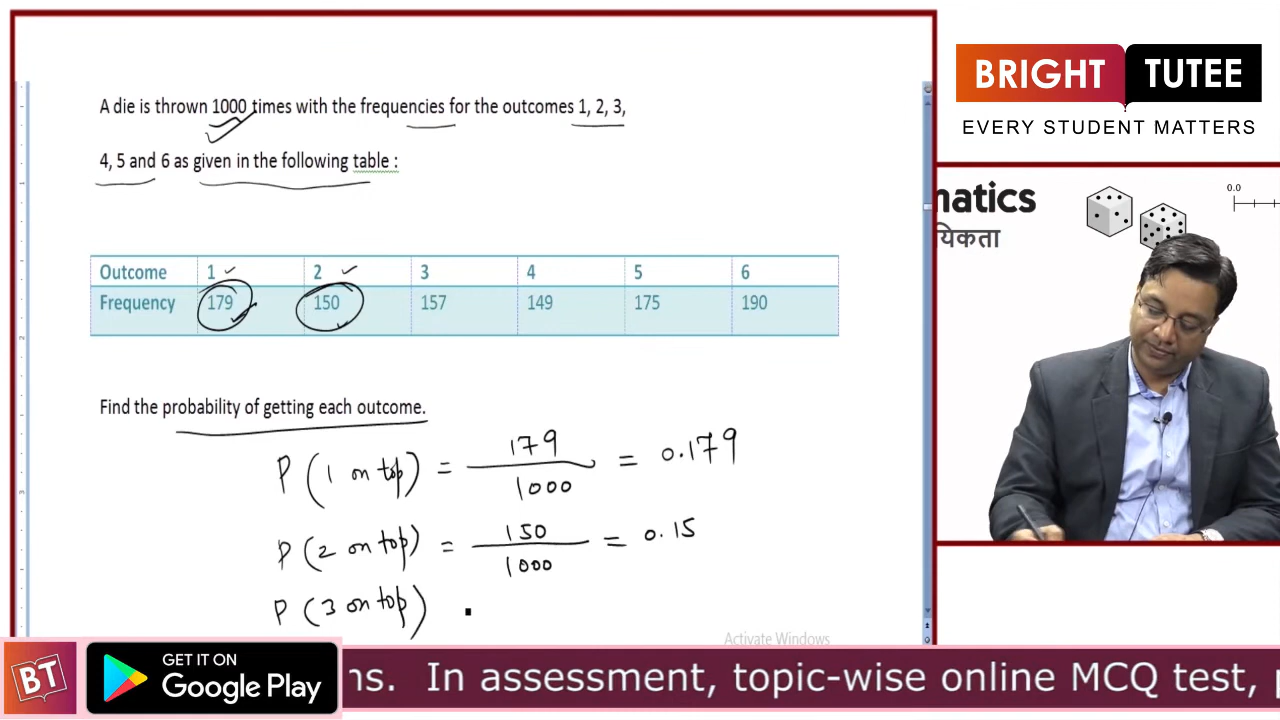 A die is thrown 1000 times with the frequencies for the outcomes 1, 2, 3,
4, 5 and 6 as given in the following table :
Outcome 1 2 3 4 5 6
Frequency 179 150 157 149 175 190
Find the probability of getting each outcome.
P (1 on top) = 179/1000 = 0.179
P (2 on top) = 150/1000 = 0.15
P (3 on top)
BRIGHT TUTEE
EVERY STUDENT MATTERS
natics
यिकता
0.0
Activate Windows
BT
GET IT ON
Google Play
ns. In assessment, topic-wise online MCQ test,